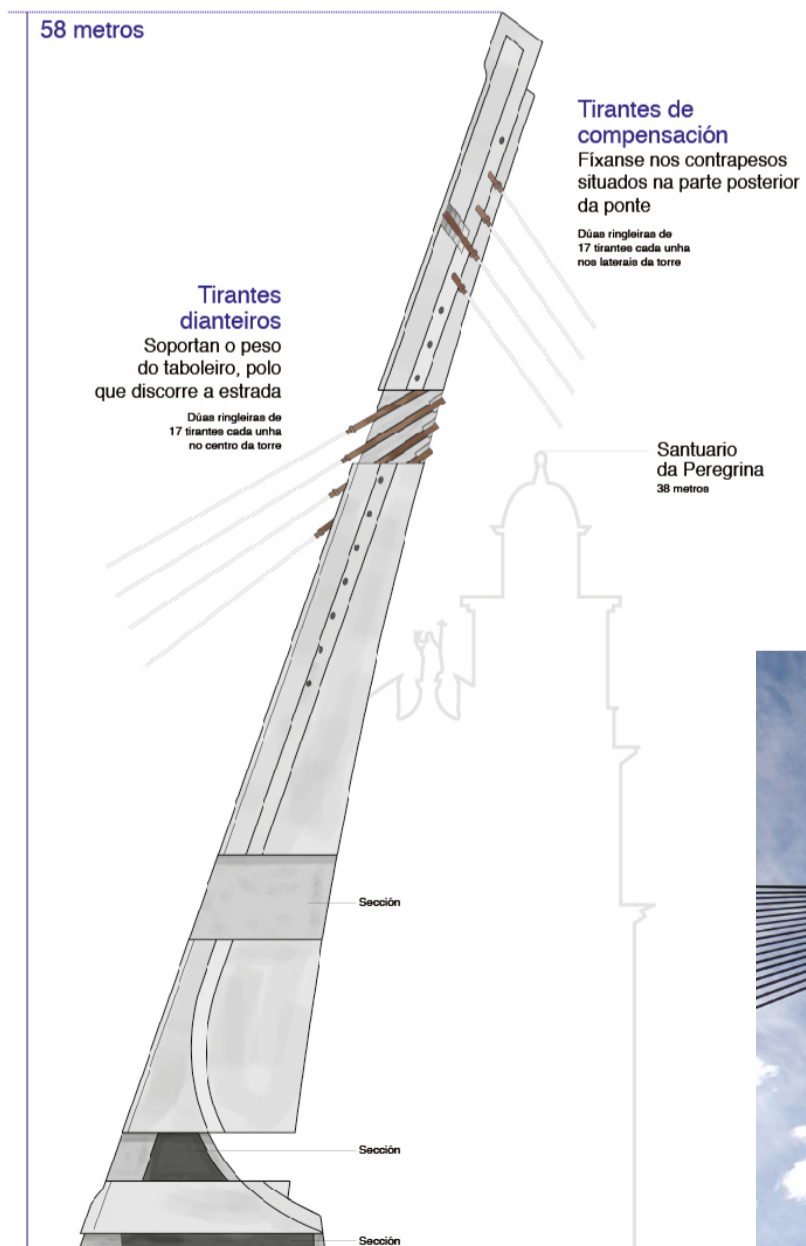 58 metros
Tirantes de
compensación
Fíxanse nos contrapesos
situados na parte posterior
da ponte
Dúas ringleiras de
17 tirantes cada unha
nos laterais da torre
Tirantes
dianteiros
Soportan o peso
do taboleiro, polo
que discorre a estrada
Dúas ringleiras de
17 tirantes cada unha
no centro da torre
Santuario
da Peregrina
38 metros
Sección
Sección
Sección